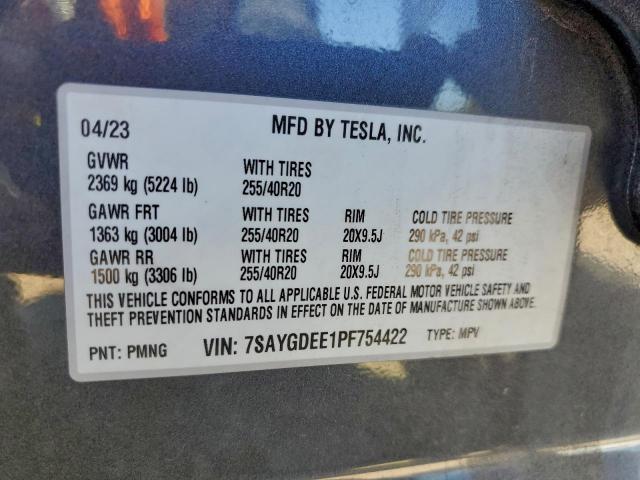 04/23 MFD BY TESLA, INC.
GVWR WITH TIRES
2369 kg (5224 lb) 255/40R20
GAWR FRT WITH TIRES RIM COLD TIRE PRESSURE
1363 kg (3004 lb) 255/40R20 20X9.5J 290 kPa, 42 psi
GAWR RR WITH TIRES RIM COLD TIRE PRESSURE
1500 kg (3306 lb) 255/40R20 20X9.5J 290 kPa, 42 psi
THIS VEHICLE CONFORMS TO ALL APPLICABLE U.S. FEDERAL MOTOR VEHICLE SAFETY AND
THEFT PREVENTION STANDARDS IN EFFECT ON THE DATE OF MANUFACTURE SHOWN ABOVE.
PNT: PMNG VIN: 7SAYGDEE1PF754422 TYPE: MPV